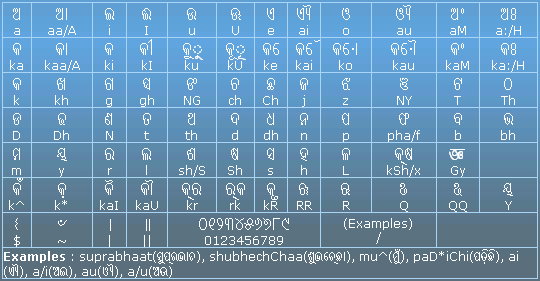 ଅ ଅା ଇ ଈ ଉ ଊ ଏ ଐ ଓ ଔ ଅଂ ଅଃ
a aa/A i I u U e ai o au aM a:/H
କ କା କି କୀ କୁ କୂ କେ କୈ କୋ କୌ କଂ କଃ
ka kaa/A ki kI ku kU ke kai ko kau kaM ka:/H
କ ଖ ଗ ଘ ଙ ଚ ଛ ଜ ଝ ଞ ଟ ଠ
k kh g gh NG ch Ch j z NY T Th
ଡ ଢ ଣ ତ ଥ ଦ ଧ ନ ପ ଫ ବ ଭ
D Dh N t th d dh n p pha/f b bh
ମ ୟ ର ଲ ଶ ଷ ସ ହ ଳ କ୍ଷ
m y r l sh/S Sh s h L kSh/x Gy
k^ k* kaI kaU kr rk kR RR R Q QQ Y
$ ~ | || 0123456789 /
୦୧୨୩୪୫୬୭୮୯ (Examples)
Examples : suprabhaat(ସୁପ୍ରଭାତ), shubhechChaa(ଶୁଭେଚ୍ଛା), mu^(ମୁଁ), paD*iChi(ପଡ଼ିଛି), ai
(ଐ), a/i(ଅଇ), au(ଔ), a/u(ଅଉ)